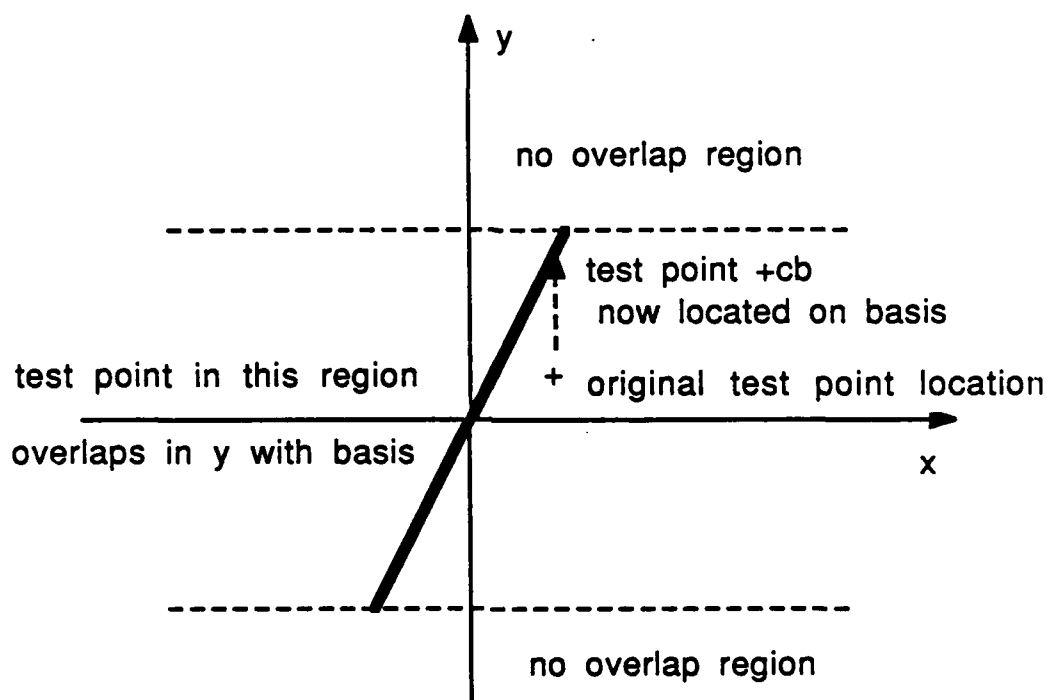 y
no overlap region
test point +cb
now located on basis
test point in this region
+ original test point location
overlaps in y with basis
x
no overlap region